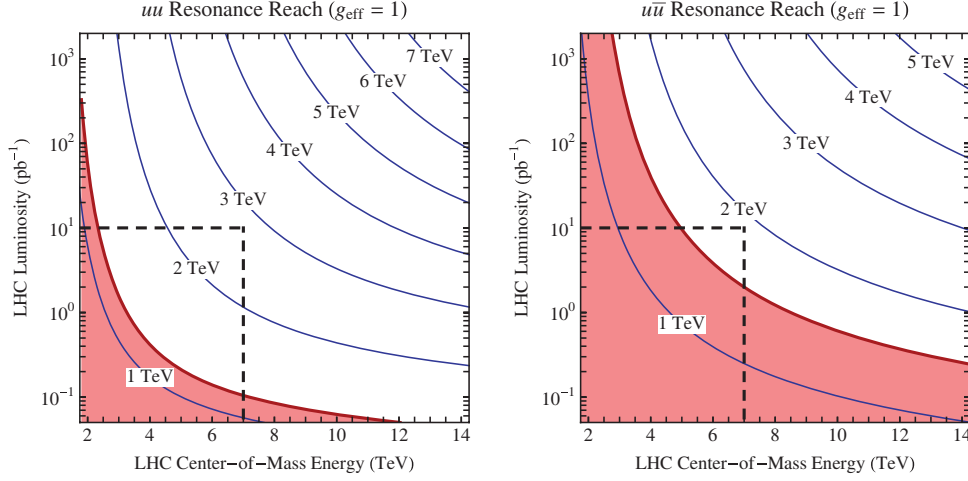 uu Resonance Reach (g_eff = 1)
LHC Luminosity (pb⁻¹)
10³
10²
10¹
10⁰
10⁻¹
7 TeV
6 TeV
5 TeV
4 TeV
3 TeV
2 TeV
1 TeV
2 4 6 8 10 12 14
LHC Center-of-Mass Energy (TeV)
uū Resonance Reach (g_eff = 1)
LHC Luminosity (pb⁻¹)
10³
10²
10¹
10⁰
10⁻¹
5 TeV
4 TeV
3 TeV
2 TeV
1 TeV
2 4 6 8 10 12 14
LHC Center-of-Mass Energy (TeV)